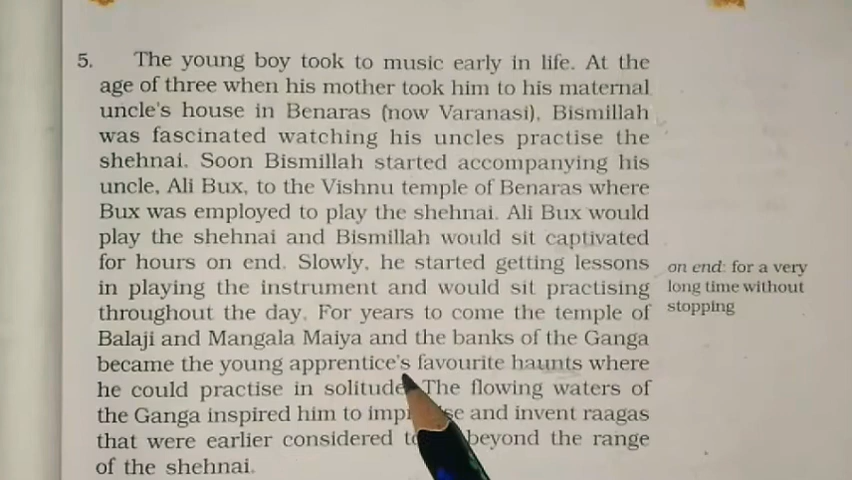 5. The young boy took to music early in life. At the
age of three when his mother took him to his maternal
uncle's house in Benaras (now Varanasi), Bismillah
was fascinated watching his uncles practise the
shehnai. Soon Bismillah started accompanying his
uncle, Ali Bux, to the Vishnu temple of Benaras where
Bux was employed to play the shehnai. Ali Bux would
play the shehnai and Bismillah would sit captivated
for hours on end. Slowly, he started getting lessons
in playing the instrument and would sit practising
throughout the day. For years to come the temple of
Balaji and Mangala Maiya and the banks of the Ganga
became the young apprentice's favourite haunts where
he could practise in solitude The flowing waters of
the Ganga inspired him to and invent raagas
that were earlier considered beyond the range
of the shehnai.
on end: for a very
long time without
stopping